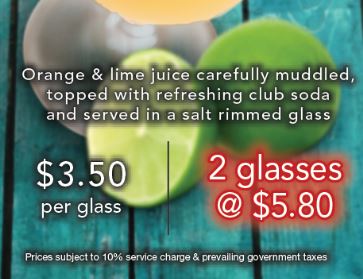 Orange & lime juice carefully muddled,
topped with refreshing club soda
and served in a salt rimmed glass
$3.50
per glass
2 glasses
@ $5.80
Prices subject to 10% service charge & prevailing government taxes